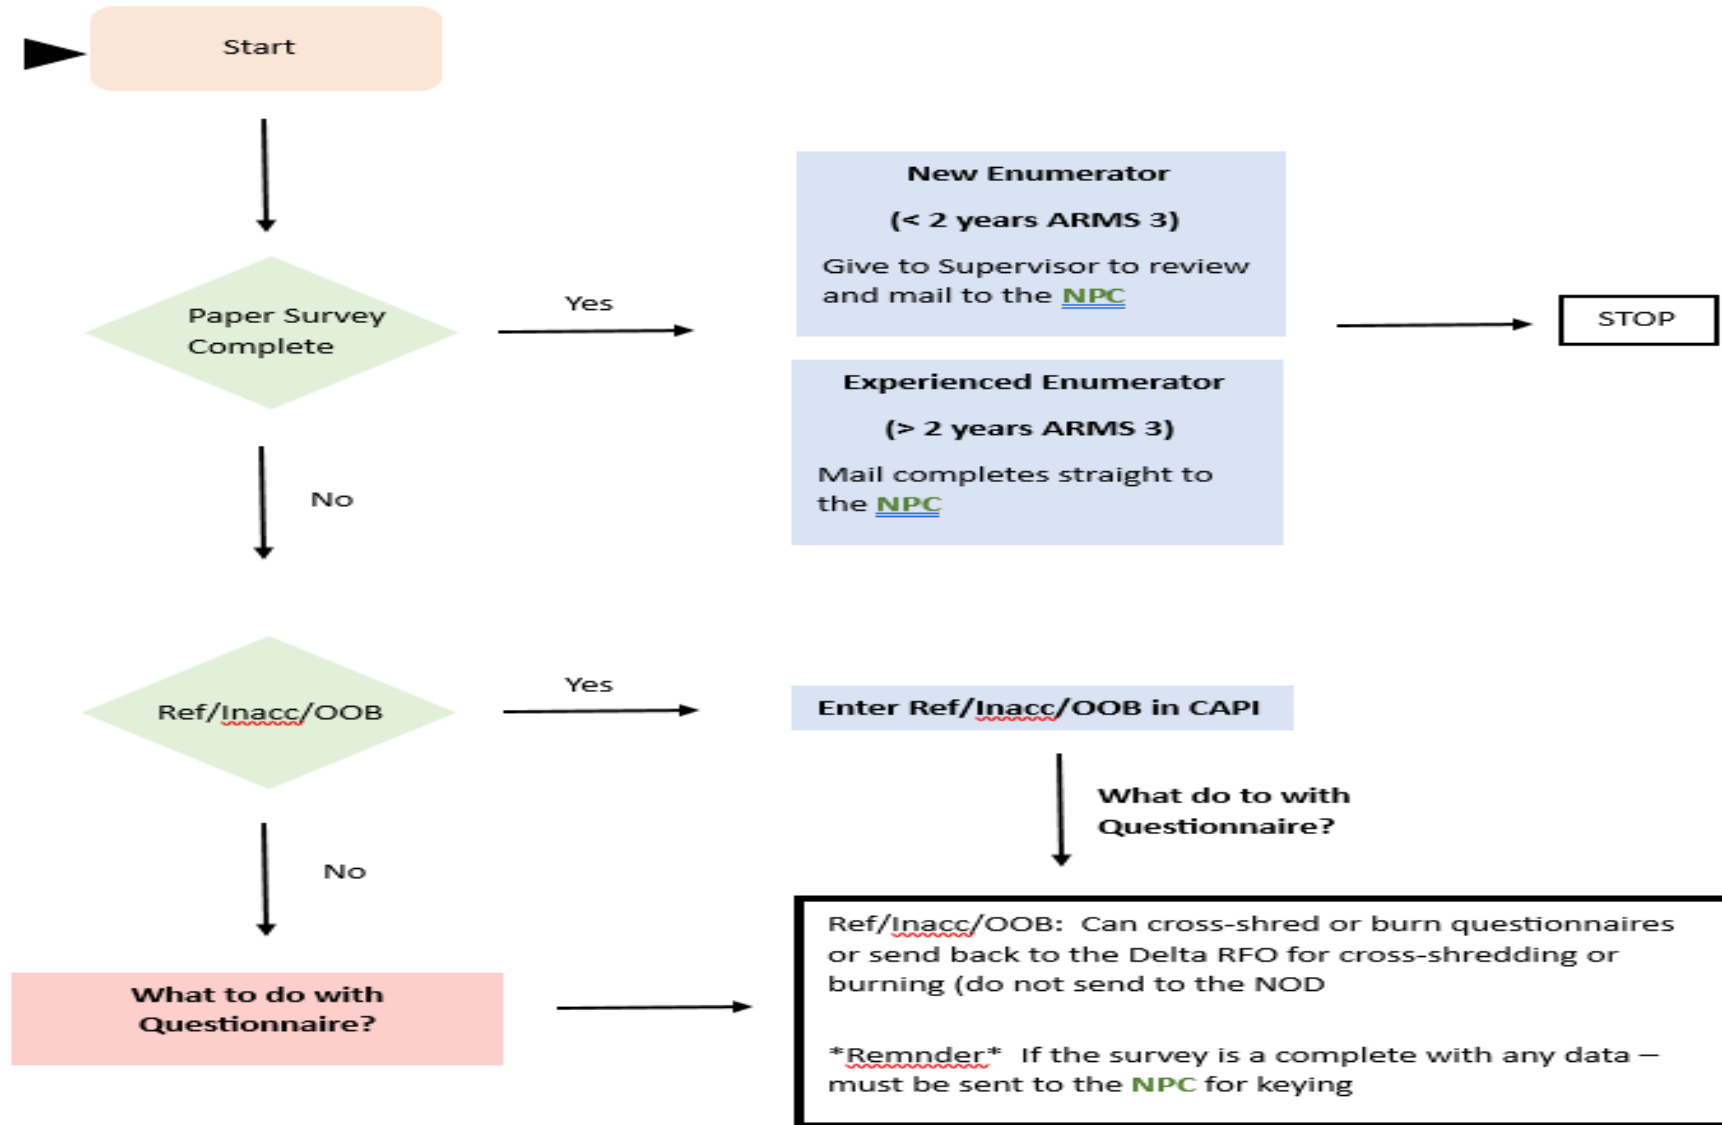 Start
Paper Survey
Complete
Yes
New Enumerator
(< 2 years ARMS 3)
Give to Supervisor to review
and mail to the NPC
STOP
Experienced Enumerator
(> 2 years ARMS 3)
Mail completes straight to
the NPC
No
Ref/Inacc/OOB
Yes
Enter Ref/Inacc/OOB in CAPI
What do to with
Questionnaire?
No
What to do with
Questionnaire?
Ref/Inacc/OOB:  Can cross-shred or burn questionnaires
or send back to the Delta RFO for cross-shredding or
burning (do not send to the NOD
*Remnder*  If the survey is a complete with any data –
must be sent to the NPC for keying